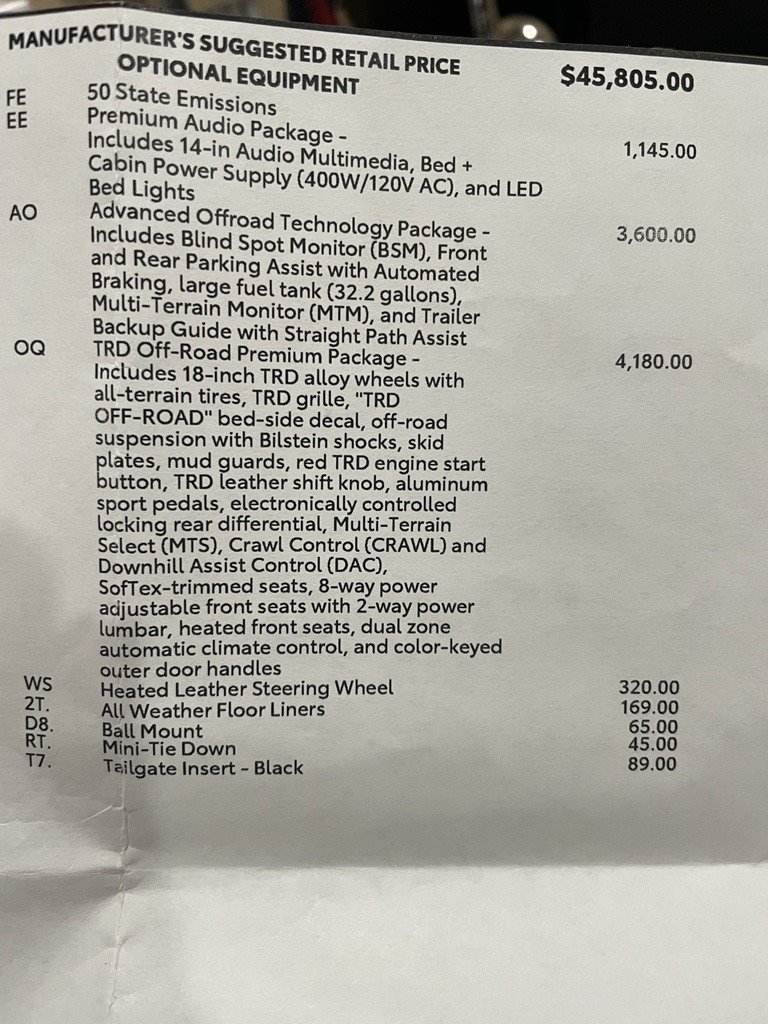 MANUFACTURER'S SUGGESTED RETAIL PRICE $45,805.00
OPTIONAL EQUIPMENT
FE 50 State Emissions
EE Premium Audio Package - 1,145.00
Includes 14-in Audio Multimedia, Bed +
Cabin Power Supply (400W/120V AC), and LED
Bed Lights
AO Advanced Offroad Technology Package - 3,600.00
Includes Blind Spot Monitor (BSM), Front
and Rear Parking Assist with Automated
Braking, large fuel tank (32.2 gallons),
Multi-Terrain Monitor (MTM), and Trailer
Backup Guide with Straight Path Assist
OQ TRD Off-Road Premium Package - 4,180.00
Includes 18-inch TRD alloy wheels with
all-terrain tires, TRD grille, "TRD
OFF-ROAD" bed-side decal, off-road
suspension with Bilstein shocks, skid
plates, mud guards, red TRD engine start
button, TRD leather shift knob, aluminum
sport pedals, electronically controlled
locking rear differential, Multi-Terrain
Select (MTS), Crawl Control (CRAWL) and
Downhill Assist Control (DAC),
SofTex-trimmed seats, 8-way power
adjustable front seats with 2-way power
lumbar, heated front seats, dual zone
automatic climate control, and color-keyed
outer door handles
WS Heated Leather Steering Wheel 320.00
2T. All Weather Floor Liners 169.00
D8. Ball Mount 65.00
RT. Mini-Tie Down 45.00
T7. Tailgate Insert - Black 89.00